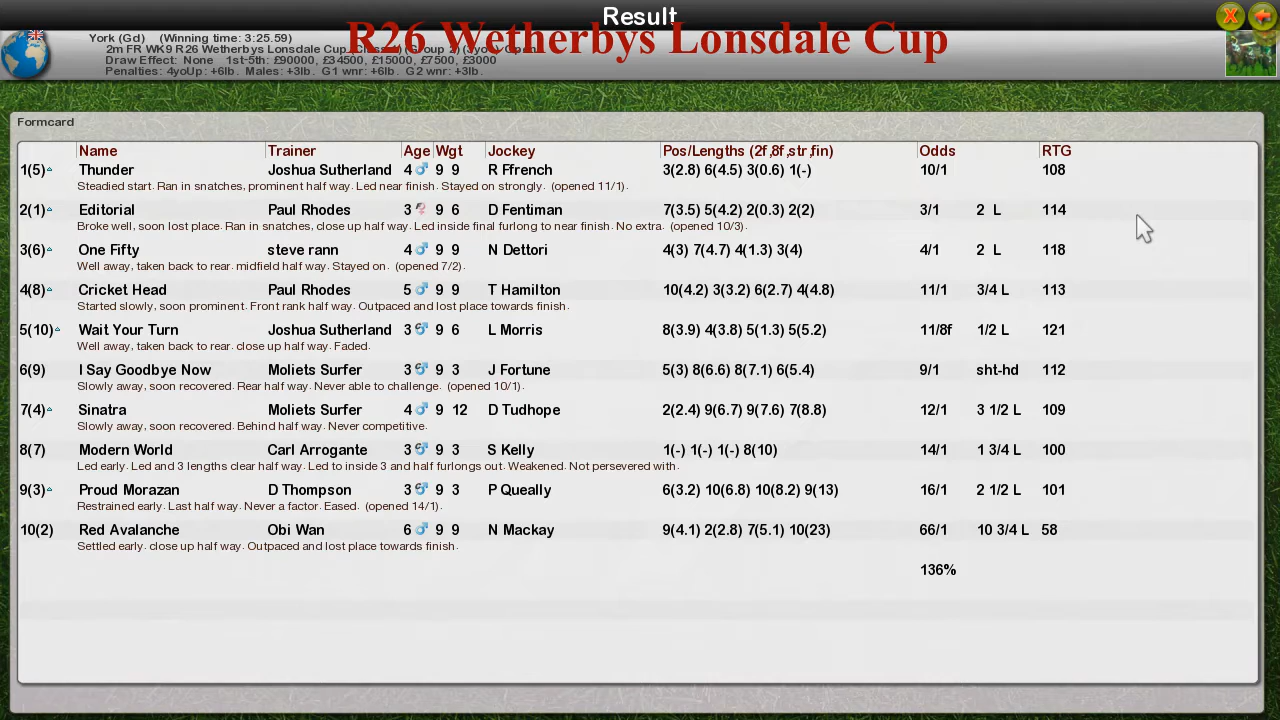 Result
R26 Wetherbys Lonsdale Cup
York (Gd) (Winning time: 3:25.59)
2m FR WK9 R26 Wetherbys Lonsdale Cup (Group 2) (3yo+) Open
Draw Effect: None 1st-5th: £90000, £34500, £15000, £7500, £3000
Penalties: 4yoUp: +6lb. Males: +3lb. G1 wnr: +6lb. G2 wnr: +3lb.
Formcard
Name Trainer Age Wgt Jockey Pos/Lengths (2f,8f,str,fin) Odds RTG
1(5) Thunder Joshua Sutherland 4 9 9 R Ffrench 3(2.8) 6(4.5) 3(0.6) 1(-) 10/1 108
Steadied start. Ran in snatches, prominent half way. Led near finish. Stayed on strongly. (opened 11/1).
2(1) Editorial Paul Rhodes 3 9 6 D Fentiman 7(3.5) 5(4.2) 2(0.3) 2(2) 3/1 2 L 114
Broke well, soon lost place. Ran in snatches, close up half way. Led inside final furlong to near finish. No extra. (opened 10/3).
3(6) One Fifty steve rann 4 9 9 N Dettori 4(3) 7(4.7) 4(1.3) 3(4) 4/1 2 L 118
Well away, taken back to rear. midfield half way. Stayed on. (opened 7/2).
4(8) Cricket Head Paul Rhodes 5 9 9 T Hamilton 10(4.2) 3(3.2) 6(2.7) 4(4.8) 11/1 3/4 L 113
Started slowly, soon prominent. Front rank half way. Outpaced and lost place towards finish.
5(10) Wait Your Turn Joshua Sutherland 3 9 6 L Morris 8(3.9) 4(3.8) 5(1.3) 5(5.2) 11/8f 1/2 L 121
Well away, taken back to rear. close up half way. Faded.
6(9) I Say Goodbye Now Moliets Surfer 3 9 3 J Fortune 5(3) 8(6.6) 8(7.1) 6(5.4) 9/1 sht-hd 112
Slowly away, soon recovered. Rear half way. Never able to challenge. (opened 10/1).
7(4) Sinatra Moliets Surfer 4 9 12 D Tudhope 2(2.4) 9(6.7) 9(7.6) 7(8.8) 12/1 3 1/2 L 109
Slowly away, soon recovered. Behind half way. Never competitive.
8(7) Modern World Carl Arrogante 3 9 3 S Kelly 1(-) 1(-) 1(-) 8(10) 14/1 1 3/4 L 100
Led early. Led and 3 lengths clear half way. Led to inside 3 and half furlongs out. Weakened. Not persevered with.
9(3) Proud Morazan D Thompson 3 9 3 P Queally 6(3.2) 10(6.8) 10(8.2) 9(13) 16/1 2 1/2 L 101
Restrained early. Last half way. Never a factor. Eased. (opened 14/1).
10(2) Red Avalanche Obi Wan 6 9 9 N Mackay 9(4.1) 2(2.8) 7(5.1) 10(23) 66/1 10 3/4 L 58
Settled early. close up half way. Outpaced and lost place towards finish.
136%